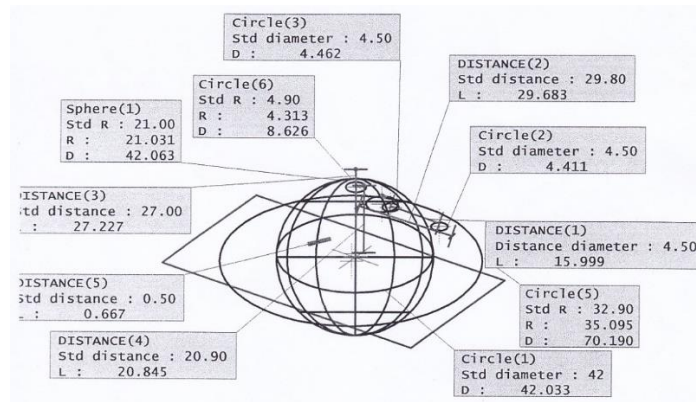 Circle(3)
Std diameter : 4.50
D : 4.462
DISTANCE(2)
Std distance : 29.80
L : 29.683
Circle(6)
Std R : 4.90
R : 4.313
D : 8.626
Sphere(1)
Std R : 21.00
R : 21.031
D : 42.063
Circle(2)
Std diameter : 4.50
D : 4.411
ISTANCE(3)
td distance : 27.00
: 27.227
DISTANCE(1)
Distance diameter : 4.50
L : 15.999
ISTANCE(5)
td distance : 0.50
: 0.667
Circle(5)
Std R : 32.90
R : 35.095
D : 70.190
DISTANCE(4)
Std distance : 20.90
L : 20.845
Circle(1)
Std diameter : 42
D : 42.033